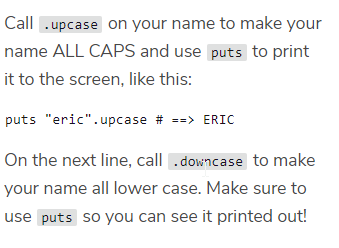 Call .upcase on your name to make your
name ALL CAPS and use puts to print
it to the screen, like this:
puts "eric".upcase # ==> ERIC
On the next line, call .downcase to make
your name all lower case. Make sure to
use puts so you can see it printed out!